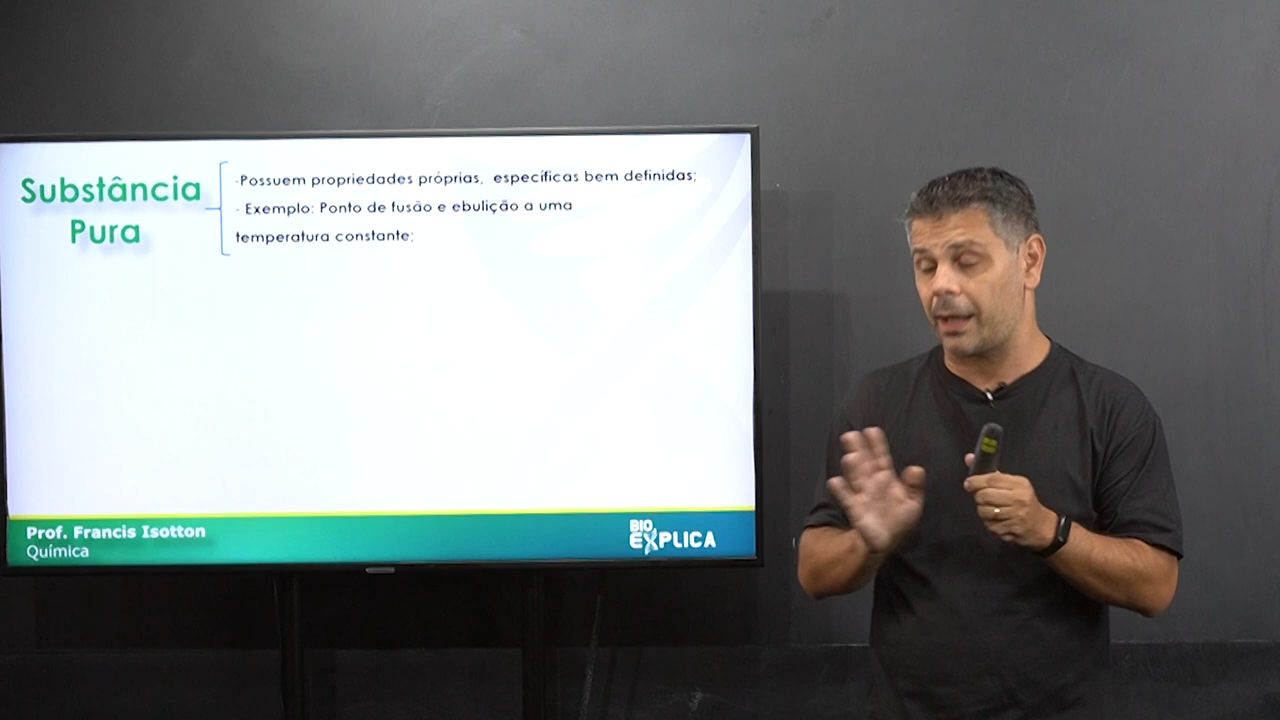 Substância
Pura
-Possuem propriedades próprias,  específicas bem definidas;
- Exemplo: Ponto de fusão e ebulição a uma
temperatura constante;
Prof. Francis Isotton
Química
BIO
EXPLICA